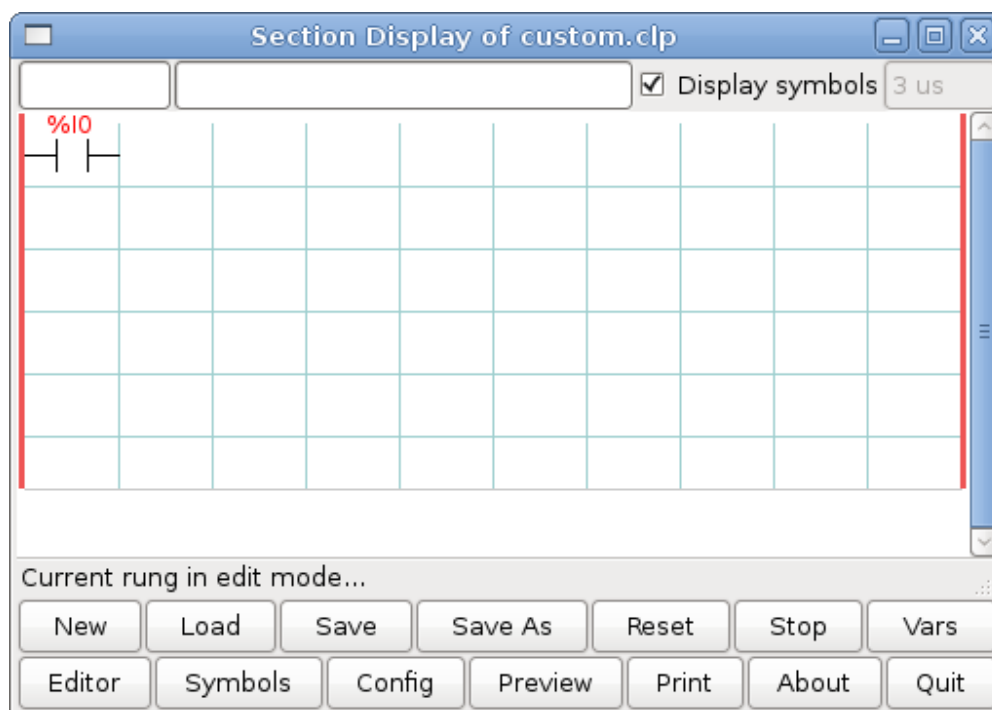 Section Display of custom.clp
Display symbols 3 us
%I0
Current rung in edit mode...
New Load Save Save As Reset Stop Vars
Editor Symbols Config Preview Print About Quit